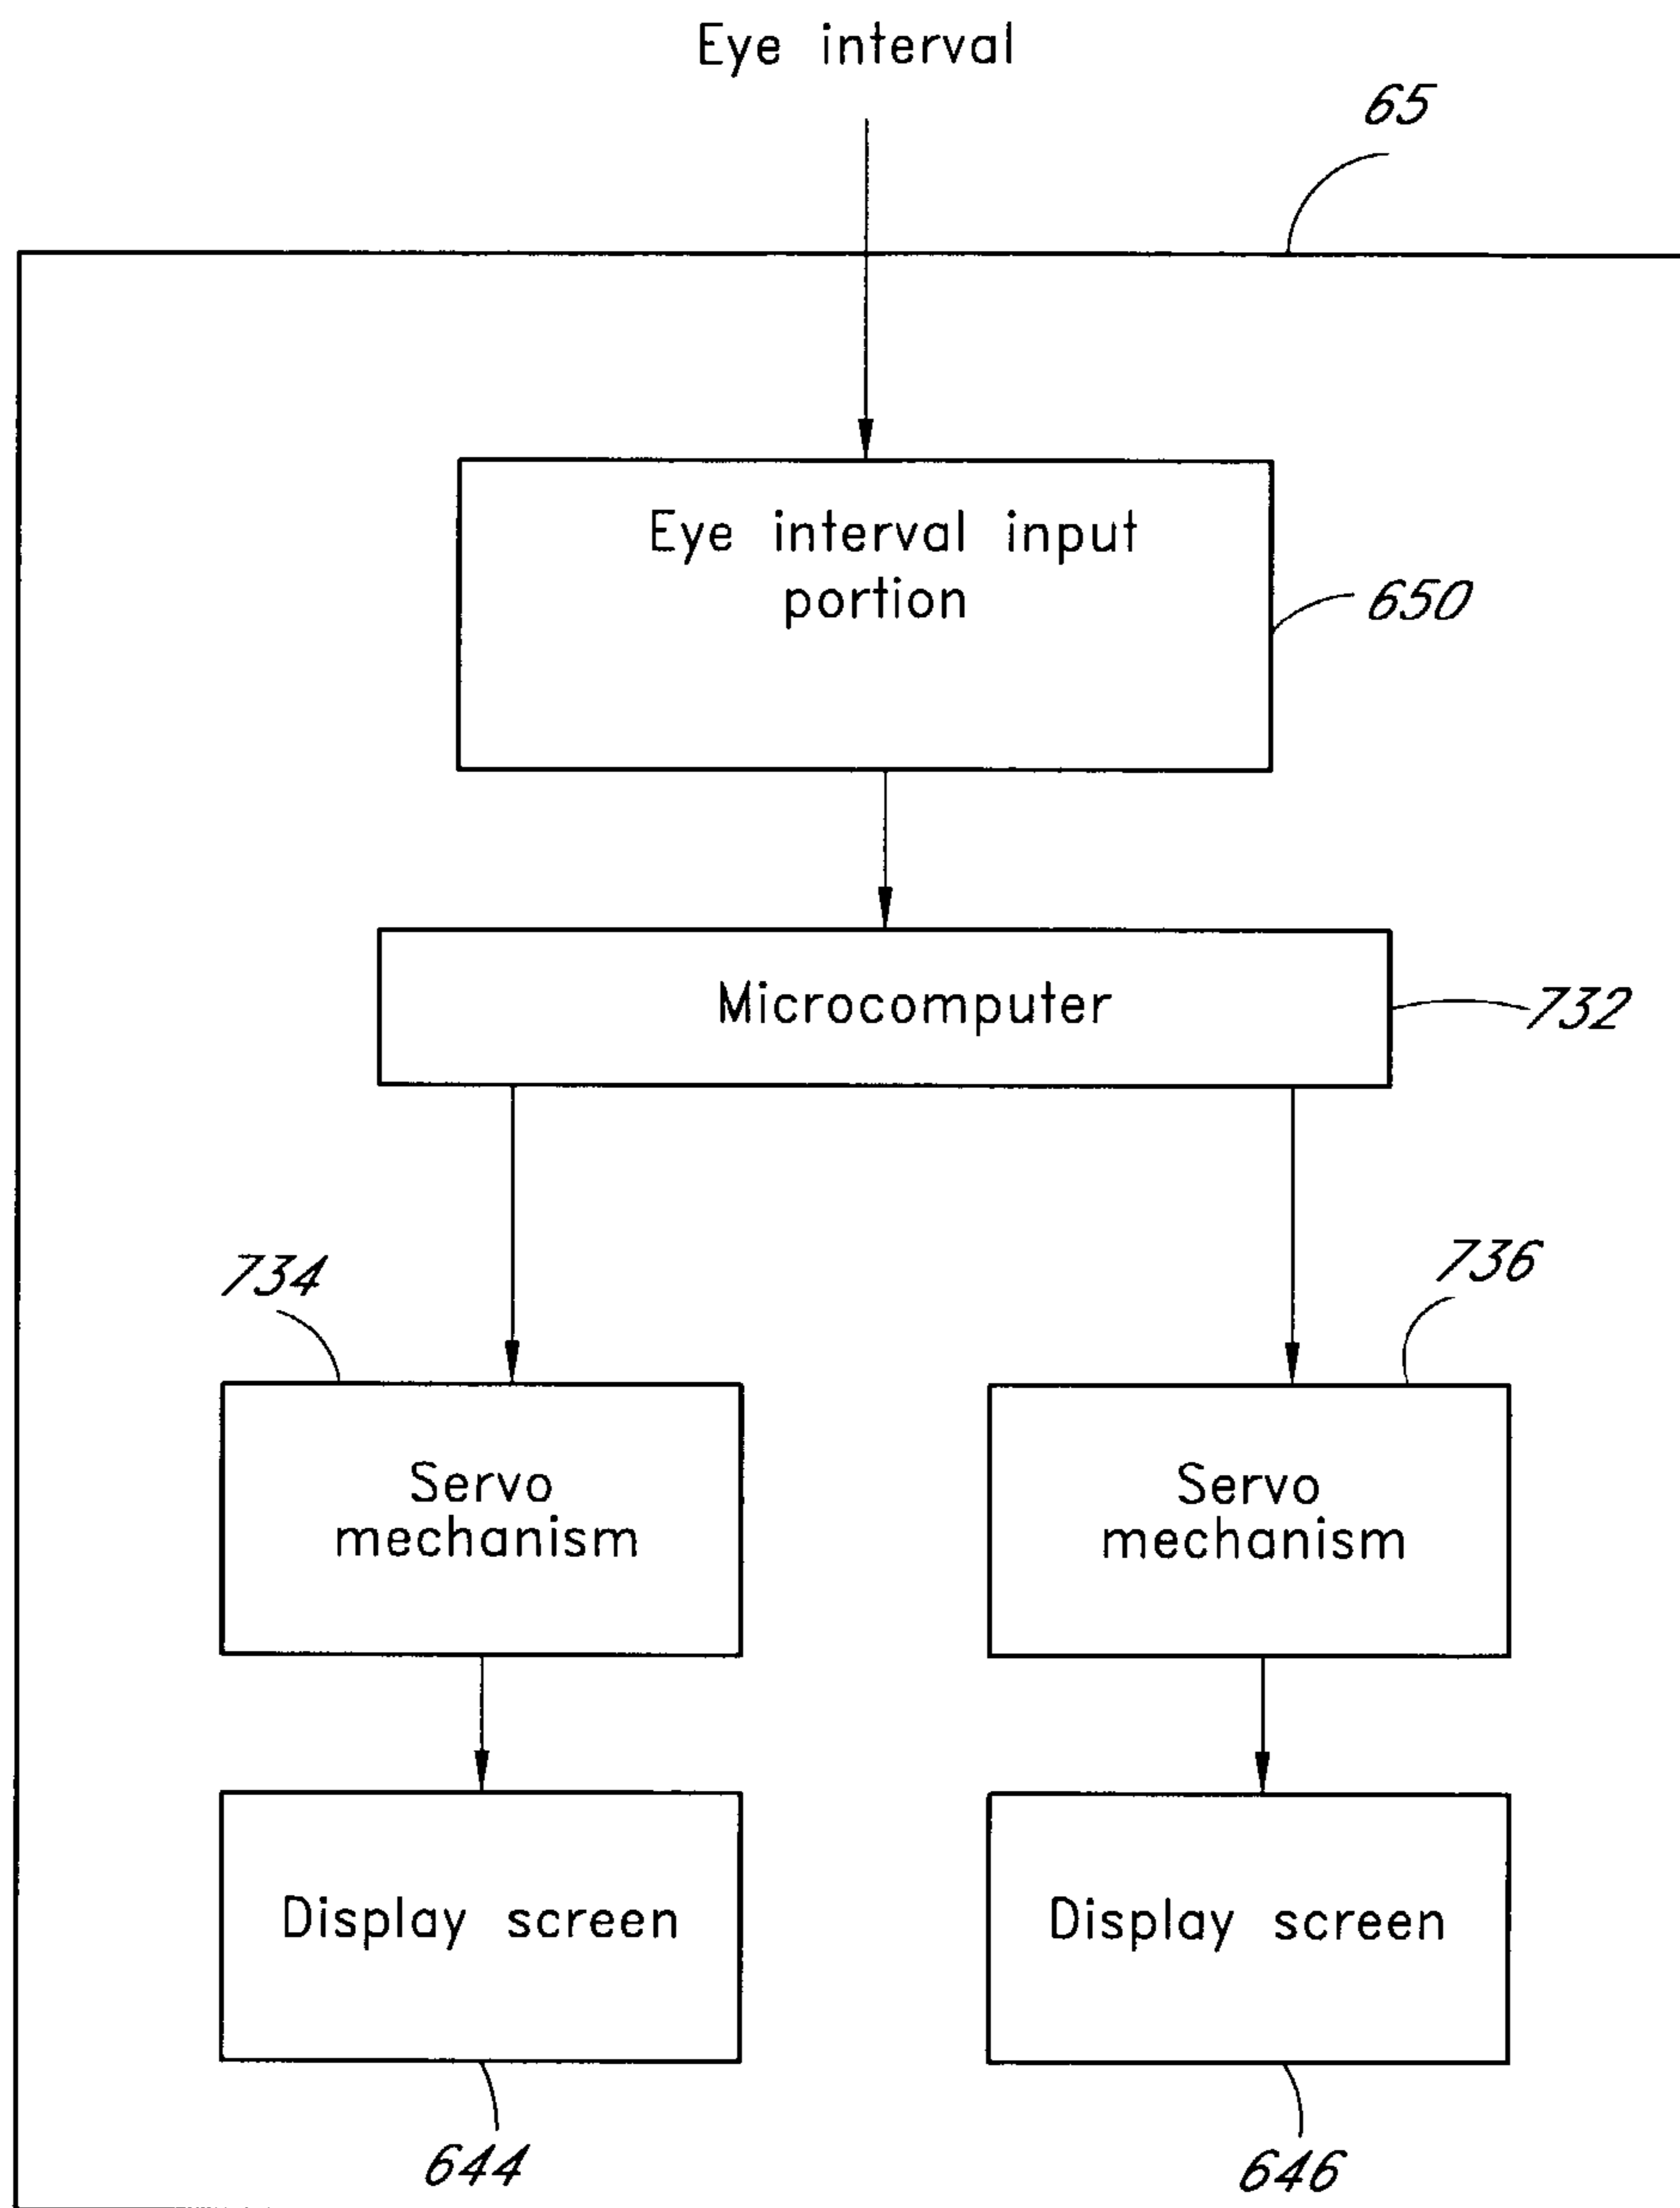 Eye interval
65
Eye interval input
portion
650
Microcomputer
732
734
736
Servo
mechanism
Servo
mechanism
Display screen
Display screen
644
646